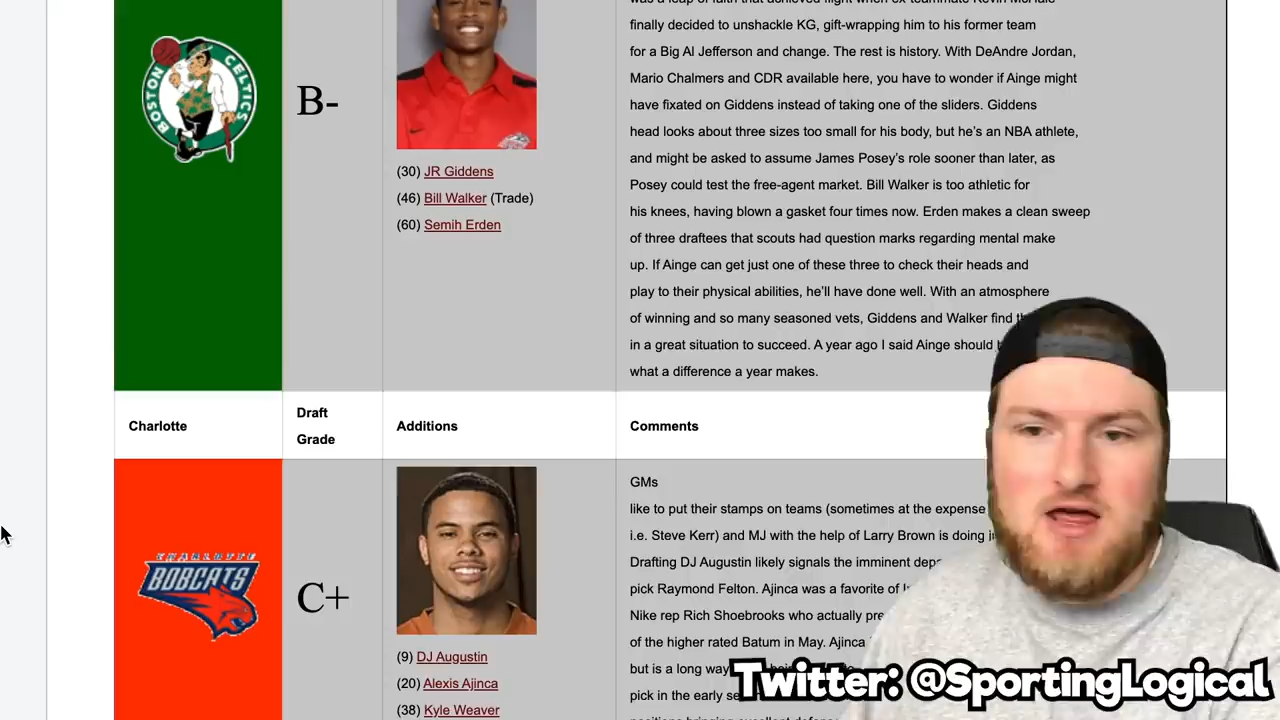 finally decided to unshackle KG, gift-wrapping him to his former team
for a Big Al Jefferson and change. The rest is history. With DeAndre Jordan,
Mario Chalmers and CDR available here, you have to wonder if Ainge might
have fixated on Giddens instead of taking one of the sliders. Giddens
head looks about three sizes too small for his body, but he's an NBA athlete,
and might be asked to assume James Posey's role sooner than later, as
Posey could test the free-agent market. Bill Walker is too athletic for
his knees, having blown a gasket four times now. Erden makes a clean sweep
of three draftees that scouts had question marks regarding mental make
up. If Ainge can get just one of these three to check their heads and
play to their physical abilities, he'll have done well. With an atmosphere
of winning and so many seasoned vets, Giddens and Walker find
in a great situation to succeed. A year ago I said Ainge should
what a difference a year makes.
BOSTON CELTICS
B-
(30) JR Giddens
(46) Bill Walker (Trade)
(60) Semih Erden
Charlotte
Draft
Grade
Additions
Comments
CHARLOTTE
BOBCATS
C+
(9) DJ Augustin
(20) Alexis Ajinca
(38) Kyle Weaver
GMs
like to put their stamps on teams (sometimes at the expense
i.e. Steve Kerr) and MJ with the help of Larry Brown is doing
Drafting DJ Augustin likely signals the imminent
pick Raymond Felton. Ajinca was a favorite of
Nike rep Rich Shoebrooks who actually
of the higher rated Batum in May. Ajinca
but is a long way
pick in the early
Twitter: @SportingLogical